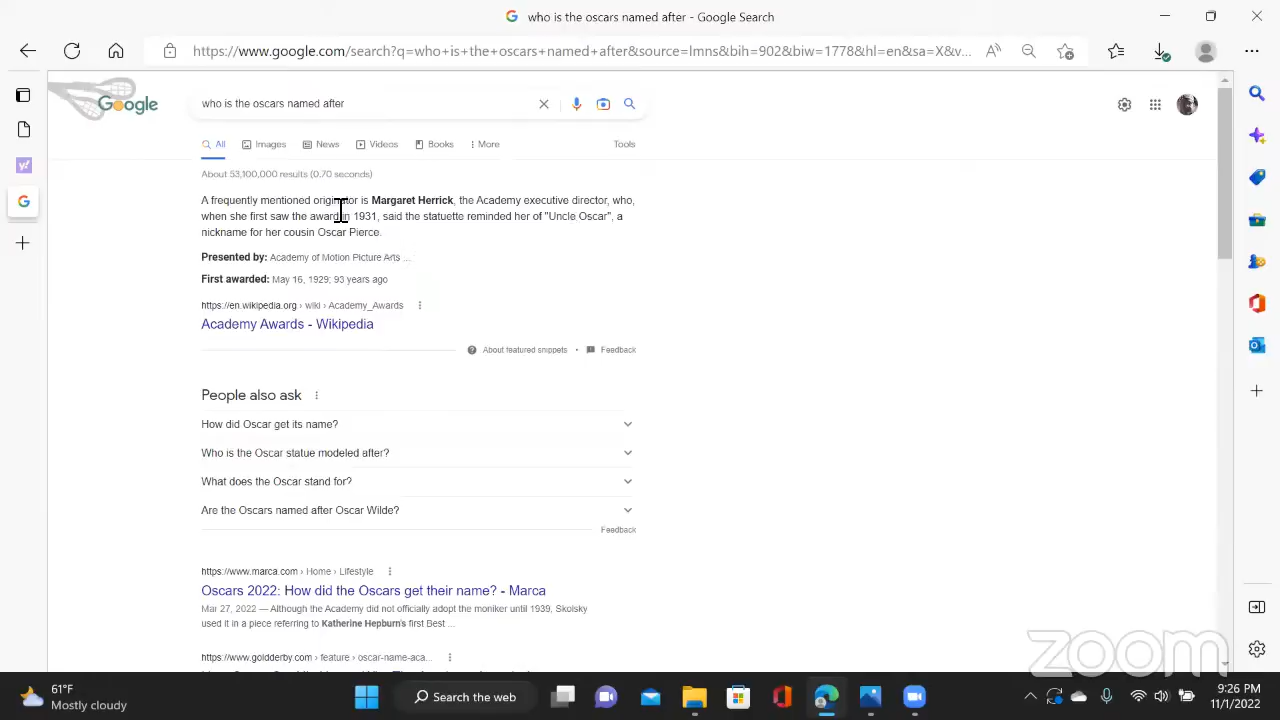 who is the oscars named after - Google Search
https://www.google.com/search?q=who+is+the+oscars+named+after&source=lmns&bih=902&biw=1778&hl=en&sa=X&v...
Google
who is the oscars named after
All Images News Videos Books More Tools
About 53,100,000 results (0.70 seconds)
A frequently mentioned originator is Margaret Herrick, the Academy executive director, who,
when she first saw the award in 1931, said the statuette reminded her of "Uncle Oscar", a
nickname for her cousin Oscar Pierce.
Presented by: Academy of Motion Picture Arts ...
First awarded: May 16, 1929; 93 years ago
https://en.wikipedia.org › wiki › Academy_Awards
Academy Awards - Wikipedia
About featured snippets • Feedback
People also ask
How did Oscar get its name?
Who is the Oscar statue modeled after?
What does the Oscar stand for?
Are the Oscars named after Oscar Wilde?
Feedback
https://www.marca.com › Home › Lifestyle
Oscars 2022: How did the Oscars get their name? - Marca
Mar 27, 2022 — Although the Academy did not officially adopt the moniker until 1939, Skolsky
used it in a piece referring to Katherine Hepburn's first Best ...
https://www.goldderby.com › feature › oscar-name-aca...
zoom
61°F
Mostly cloudy
Search the web
9:26 PM
11/1/2022